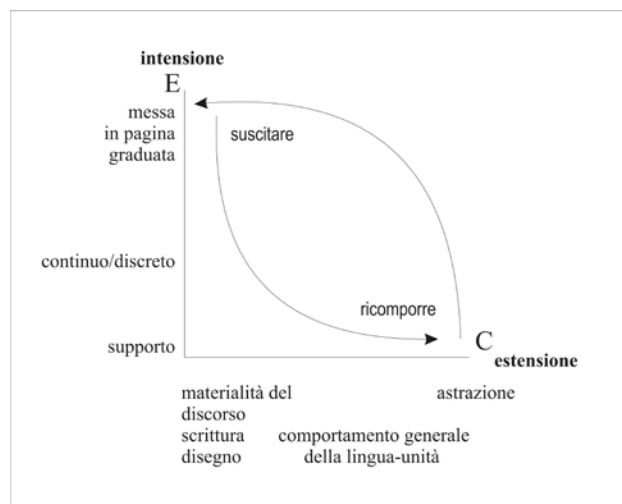 intensione
E
messa
in pagina
graduata
suscitare
continuo/discreto
ricomporre
supporto
C
estensione
materialità del
discorso
scrittura
disegno
comportamento generale
della lingua-unità
astrazione